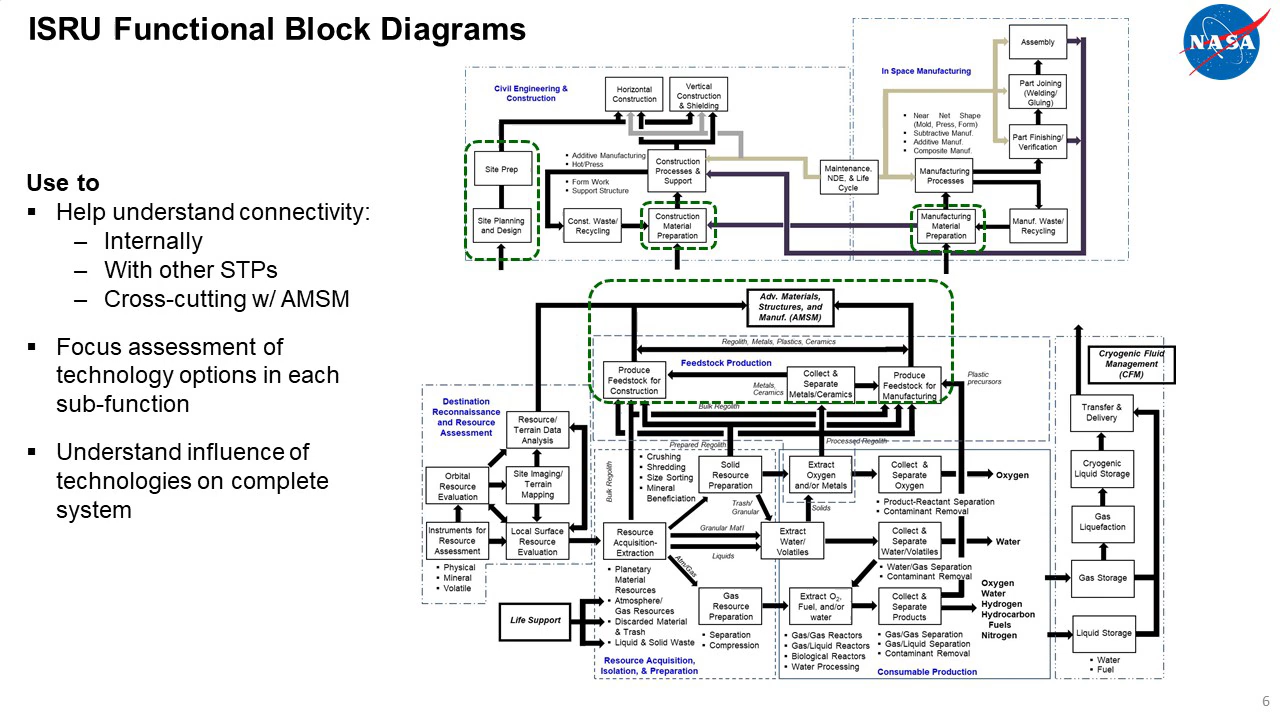 ISRU Functional Block Diagrams
NASA
Use to
▪ Help understand connectivity:
– Internally
– With other STPs
– Cross-cutting w/ AMSM
▪ Focus assessment of
technology options in each
sub-function
▪ Understand influence of
technologies on complete
system
Civil Engineering &
Construction
Horizontal
Construction
Vertical
Construction
& Shielding
Site Prep
Site Planning
and Design
▪ Additive Manufacturing
▪ Hot/Press
▪ Form Work
▪ Support Structure
Construction
Processes &
Support
Const. Waste/
Recycling
Construction
Material
Preparation
Maintenance,
NDE, & Life
Cycle
In Space Manufacturing
Assembly
Part Joining
(Welding/
Gluing)
Part Finishing/
Verification
▪ Near Net Shape
(Mold, Press, Form)
▪ Subtractive Manuf.
▪ Additive Manuf.
▪ Composite Manuf.
Manufacturing
Processes
Manufacturing
Material
Preparation
Manuf. Waste/
Recycling
Adv. Materials,
Structures, and
Manuf. (AMSM)
Regolith, Metals, Plastics, Ceramics
Feedstock Production
Produce
Feedstock for
Construction
Metals,
Ceramics
Collect &
Separate
Metals/Ceramics
Produce
Feedstock for
Manufacturing
Plastic
precursors
Bulk Regolith
Prepared Regolith
Processed Regolith
Bulk Regolith
Destination
Reconnaissance
and Resource
Assessment
Resource/
Terrain Data
Analysis
Orbital
Resource
Evaluation
Site Imaging/
Terrain
Mapping
Instruments for
Resource
Assessment
Local Surface
Resource
Evaluation
▪ Physical
▪ Mineral
▪ Volatile
Life Support
▪ Crushing
▪ Shredding
▪ Size Sorting
▪ Mineral
Beneficiation
Solid
Resource
Preparation
Trash/
Granular
Resource
Acquisition-
Extraction
Granular Matl
Liquids
Atm/Gas
▪ Planetary
Material
Resources
▪ Atmosphere/
Gas Resources
▪ Discarded Material
& Trash
▪ Liquid & Solid Waste
Gas
Resource
Preparation
▪ Separation
▪ Compression
Resource Acquisition,
Isolation, & Preparation
Extract
Oxygen
and/or Metals
Solids
Collect &
Separate
Oxygen
Oxygen
▪ Product-Reactant Separation
▪ Contaminant Removal
Extract
Water/
Volatiles
Collect &
Separate
Water/Volatiles
Water
▪ Water/Gas Separation
▪ Contaminant Removal
Extract O2,
Fuel, and/or
water
Collect &
Separate
Products
Oxygen
Water
Hydrogen
Hydrocarbon
Fuels
Nitrogen
▪ Gas/Gas Reactors
▪ Gas/Liquid Reactors
▪ Biological Reactors
▪ Water Processing
▪ Gas/Gas Separation
▪ Gas/Liquid Separation
▪ Contaminant Removal
Consumable Production
Cryogenic Fluid
Management
(CFM)
Transfer &
Delivery
Cryogenic
Liquid Storage
Gas
Liquefaction
Gas Storage
Liquid Storage
▪ Water
▪ Fuel
6